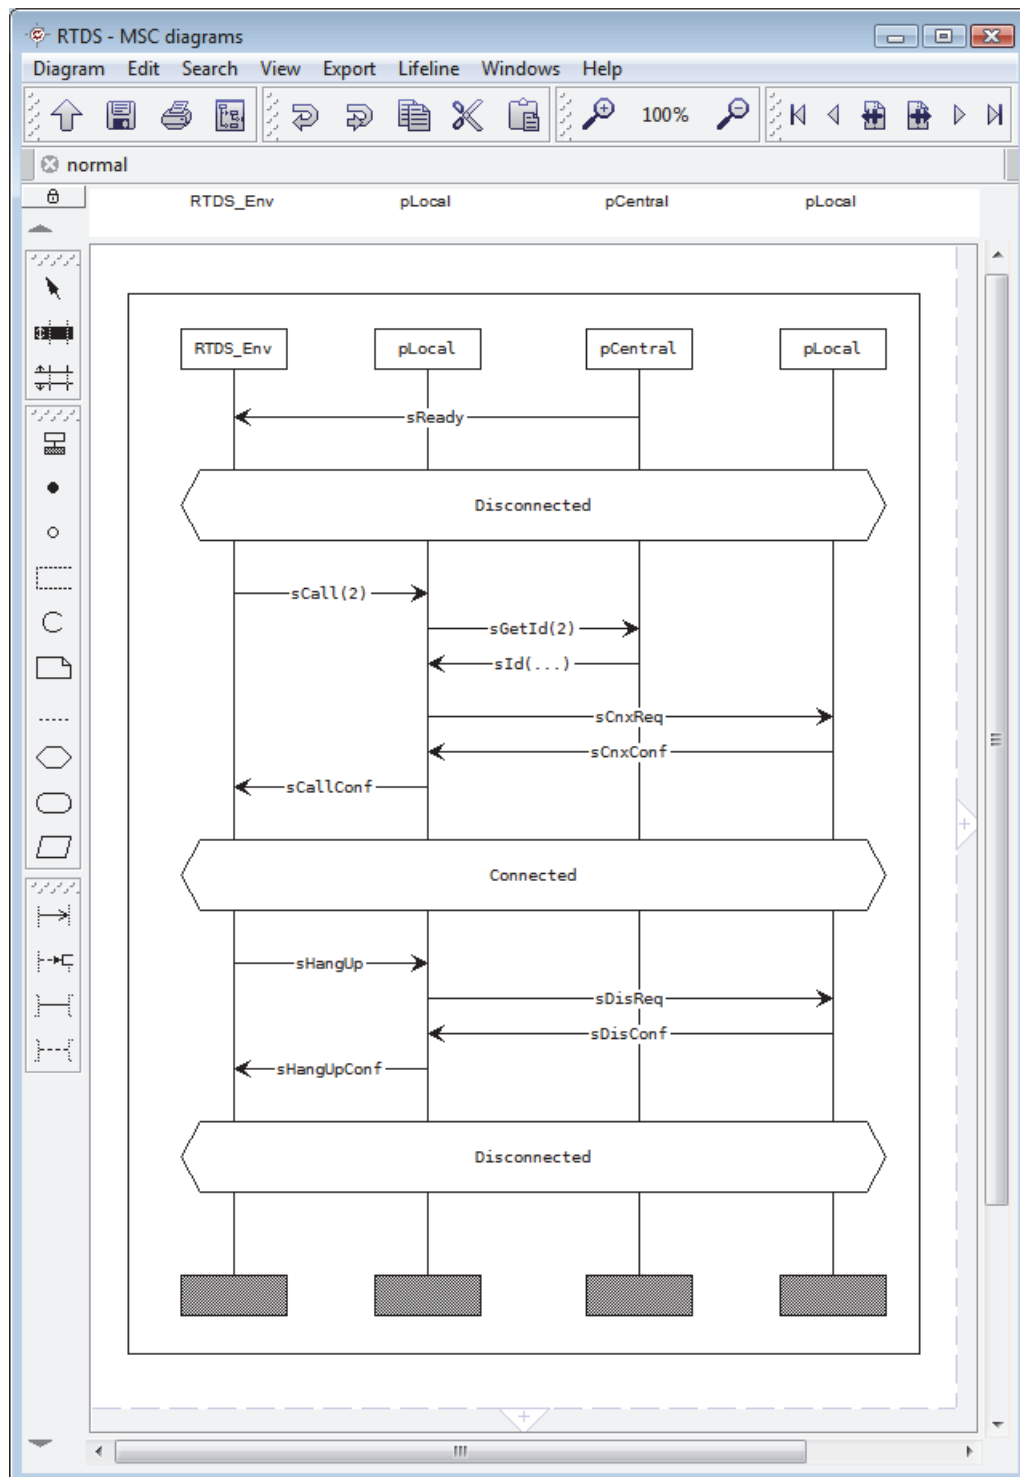 RTDS - MSC diagrams
Diagram Edit Search View Export Lifeline Windows Help
100%
normal
RTDS_Env pLocal pCentral pLocal
RTDS_Env pLocal pCentral pLocal
sReady
Disconnected
sCall(2)
sGetId(2)
sId(...)
sCnxReq
sCnxConf
sCallConf
Connected
sHangUp
sDisReq
sDisConf
sHangUpConf
Disconnected